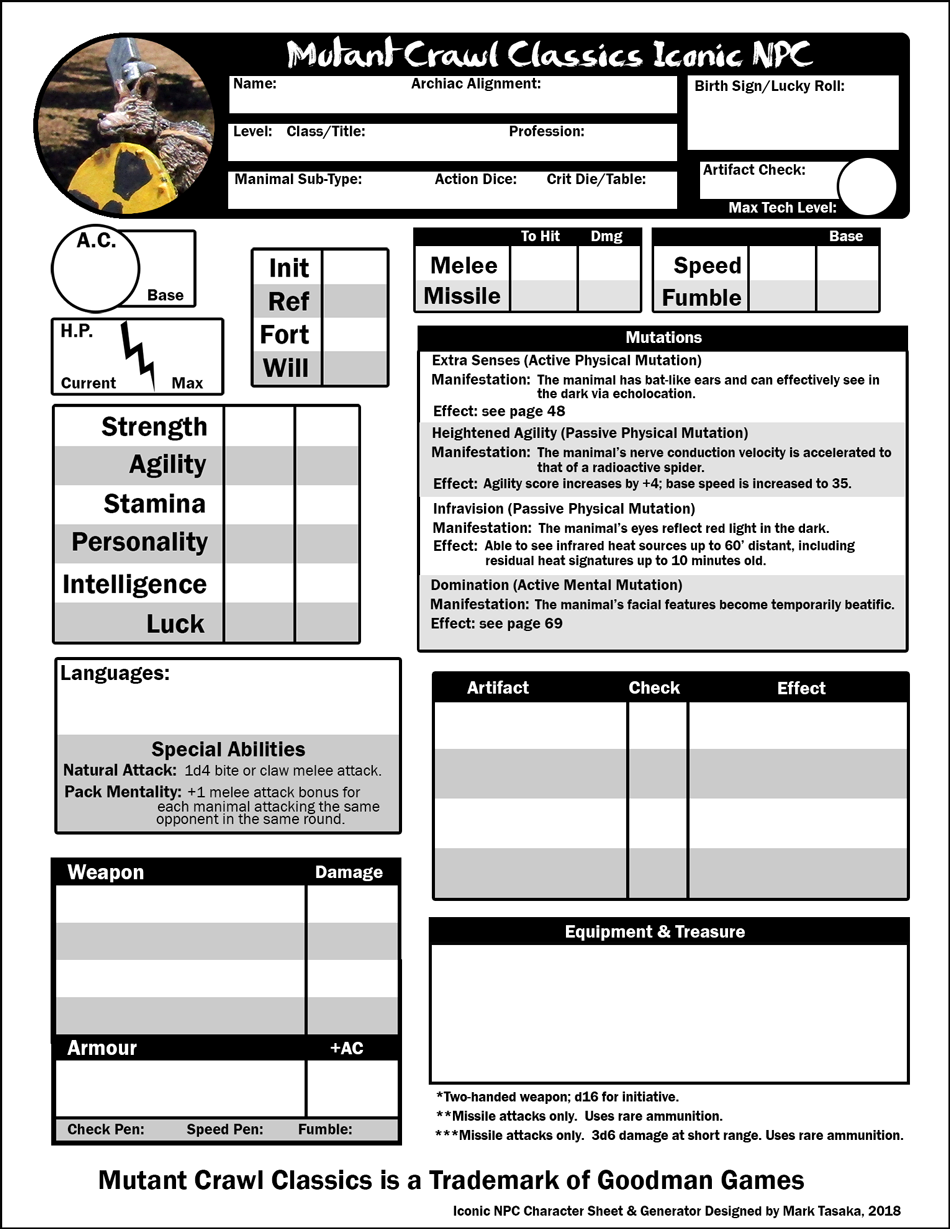 Mutant Crawl Classics Iconic NPC
Name: Archiac Alignment:
Birth Sign/Lucky Roll:
Level: Class/Title: Profession:
Manimal Sub-Type: Action Dice: Crit Die/Table:
Artifact Check:
Max Tech Level:
A.C.
Base
H.P.
Current Max
Init
Ref
Fort
Will
To Hit Dmg
Melee
Missile
Base
Speed
Fumble
Strength
Agility
Stamina
Personality
Intelligence
Luck
Mutations
Extra Senses (Active Physical Mutation)
Manifestation: The manimal has bat-like ears and can effectively see in
the dark via echolocation.
Effect: see page 48
Heightened Agility (Passive Physical Mutation)
Manifestation: The manimal's nerve conduction velocity is accelerated to
that of a radioactive spider.
Effect: Agility score increases by +4; base speed is increased to 35.
Infravision (Passive Physical Mutation)
Manifestation: The manimal's eyes reflect red light in the dark.
Effect: Able to see infrared heat sources up to 60' distant, including
residual heat signatures up to 10 minutes old.
Domination (Active Mental Mutation)
Manifestation: The manimal's facial features become temporarily beatific.
Effect: see page 69
Languages:
Special Abilities
Natural Attack: 1d4 bite or claw melee attack.
Pack Mentality: +1 melee attack bonus for
each manimal attacking the same
opponent in the same round.
Artifact Check Effect
Weapon Damage
Armour +AC
Check Pen: Speed Pen: Fumble:
Equipment & Treasure
*Two-handed weapon; d16 for initiative.
**Missile attacks only. Uses rare ammunition.
***Missile attacks only. 3d6 damage at short range. Uses rare ammunition.
Mutant Crawl Classics is a Trademark of Goodman Games
Iconic NPC Character Sheet & Generator Designed by Mark Tasaka, 2018